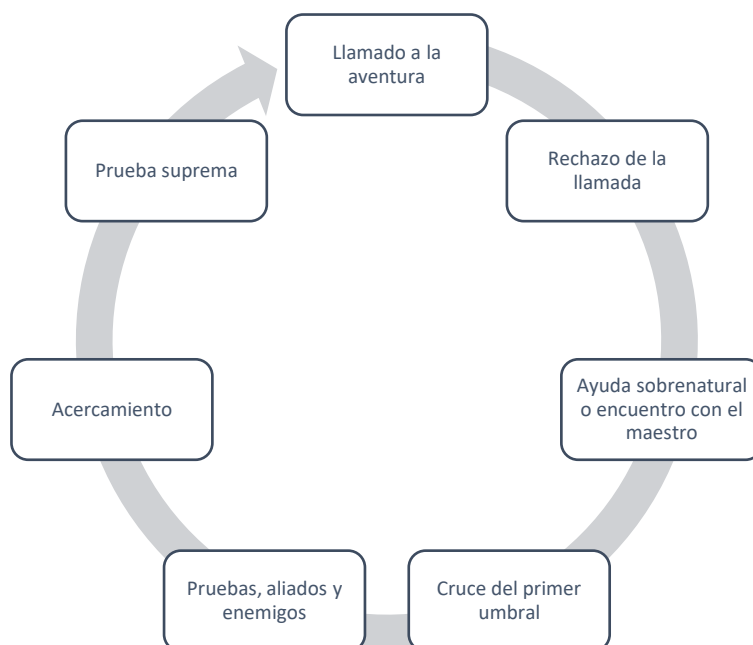 Llamado a la
aventura
Rechazo de la
llamada
Ayuda sobrenatural
o encuentro con el
maestro
Cruce del primer
umbral
Pruebas, aliados y
enemigos
Acercamiento
Prueba suprema